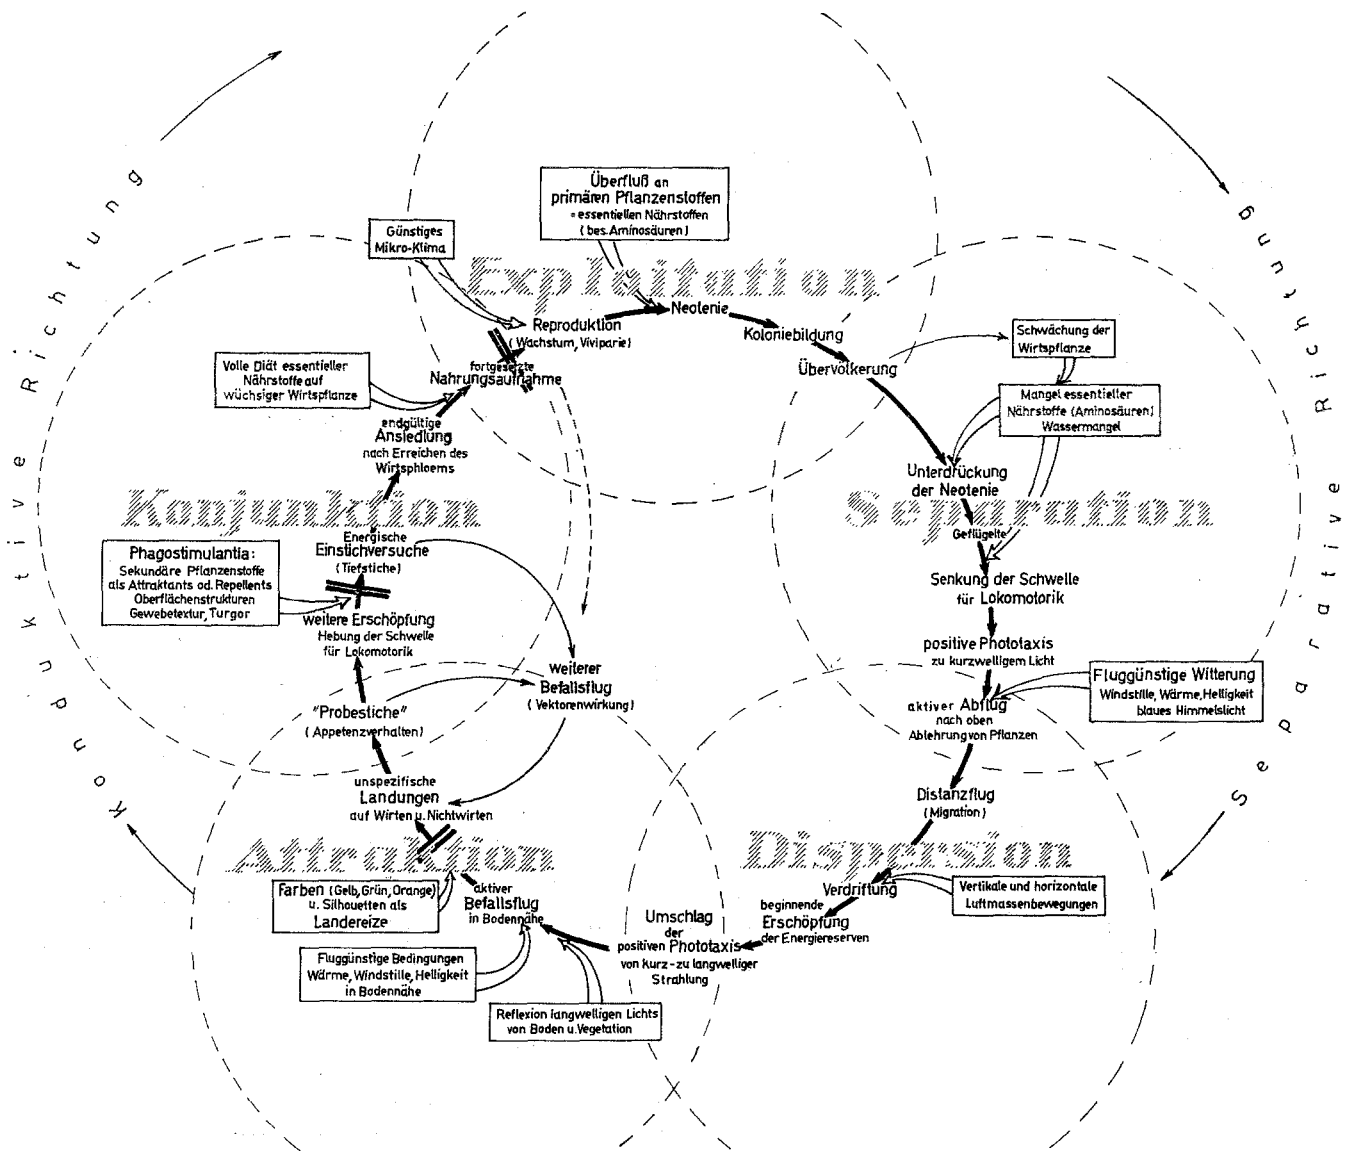 Konduktive Richtung
Separative Richtung
Exploitation
Überfluß an
primären Pflanzenstoffen
= essentiellen Nährstoffen
(bes. Aminosäuren)
Günstiges
Mikro-Klima
Reproduktion
(Wachstum, Viviparie)
Neotenie
Koloniebildung
Übervölkerung
Schwächung der
Wirtspflanze
Mangel essentieller
Nährstoffe (Aminosäuren)
Wassermangel
Separation
Unterdrückung
der Neotenie
Geflügelte
Senkung der Schwelle
für Lokomotorik
positive Phototaxis
zu kurzwelligem Licht
Fluggünstige Witterung
Windstille, Wärme, Helligkeit
blaues Himmelslicht
aktiver Abflug
nach oben
Ablehrung von Pflanzen
Distanzflug
(Migration)
Dispersion
Verdriftung
Vertikale und horizontale
Luftmassenbewegungen
beginnende
Erschöpfung
der Energiereserven
Umschlag
der
positiven Phototaxis
von kurz- zu langwelliger
Strahlung
Reflexion langwelligen Lichts
von Boden u. Vegetation
Fluggünstige Bedingungen
Wärme, Windstille, Helligkeit
in Bodennähe
aktiver
Befallsflug
in Bodennähe
Farben (Gelb, Grün, Orange)
u. Silhouetten als
Landereize
Attraktion
unspezifische
Landungen
auf Wirten u. Nichtwirten
"Probestiche"
(Appetenzverhalten)
weiterer
Befallsflug
(Vektorenwirkung)
weitere Erschöpfung
Hebung der Schwelle
für Lokomotorik
Phagostimulantia:
Sekundäre Pflanzenstoffe
als Attraktants od. Repellents
Oberflächenstrukturen
Gewebetextur, Turgor
Energische
Einstichversuche
(Tiefstiche)
Konjunktion
endgültige
Ansiedlung
nach Erreichen des
Wirtsphloems
Volle Diät essentieller
Nährstoffe auf
wüchsiger Wirtspflanze
fortgesetzte
Nahrungsaufnahme